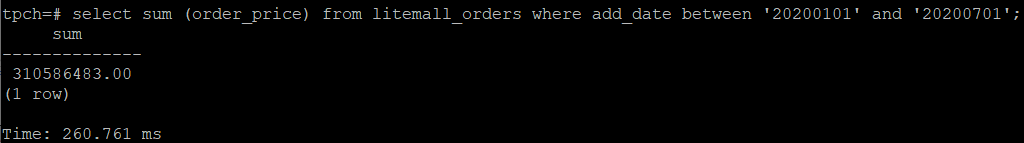 tpch=# select sum (order_price) from litemall_orders where add_date between '20200101' and '20200701';
sum
--------------
310586483.00
(1 row)
Time: 260.761 ms